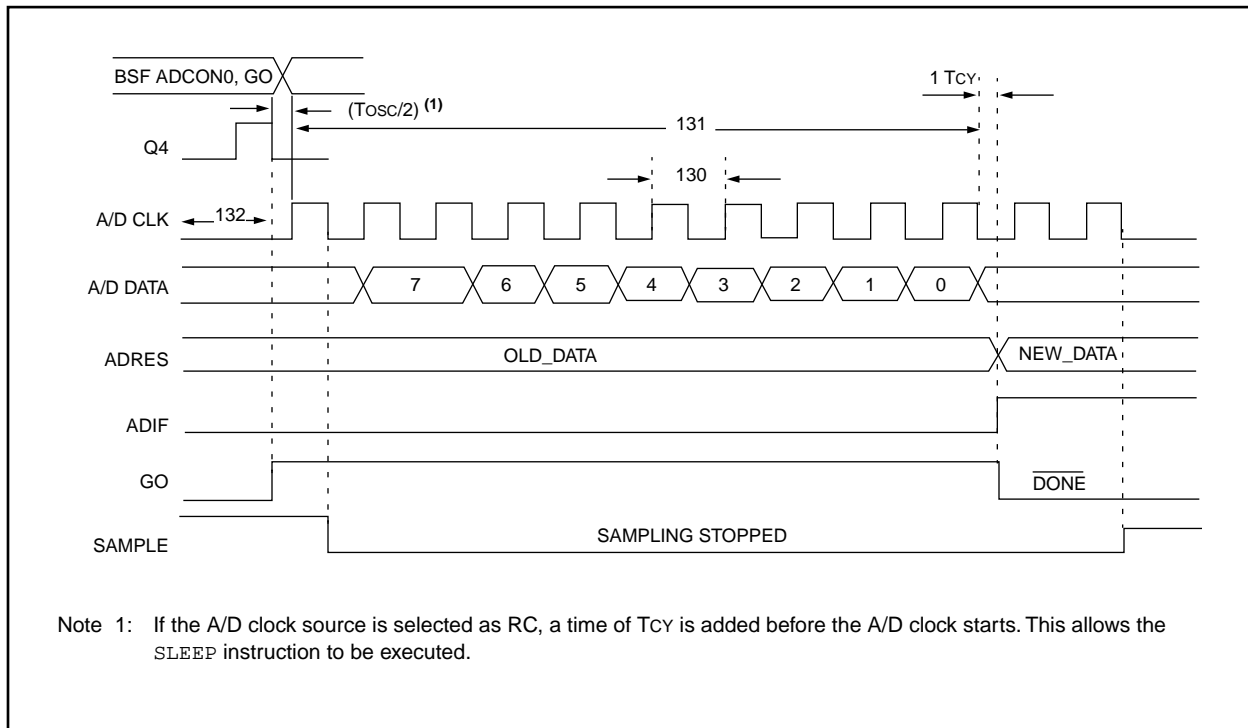 BSF ADCON0, GO
(TOSC/2) (1)
1 TCY
131
Q4
130
A/D CLK
132
A/D DATA
7 6 5 4 3 2 1 0
ADRES
OLD_DATA
NEW_DATA
ADIF
GO
DONE
SAMPLE
SAMPLING STOPPED
Note 1: If the A/D clock source is selected as RC, a time of TCY is added before the A/D clock starts. This allows the
SLEEP instruction to be executed.